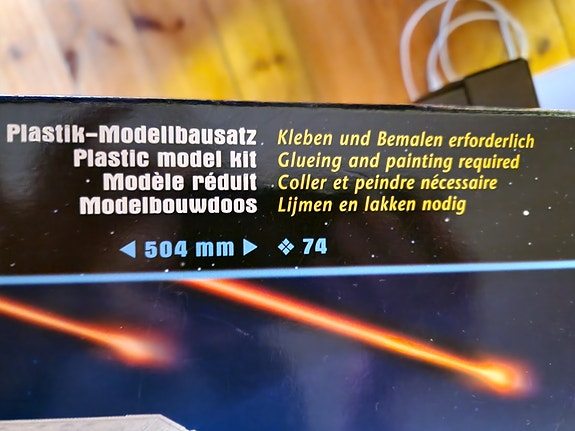 Plastik-Modellbausatz Kleben und Bemalen erforderlich
Plastic model kit Glueing and painting required
Modèle réduit Coller et peindre nécessaire
Modelbouwdoos Lijmen en lakken nodig
◀ 504 mm ▶ ❖ 74